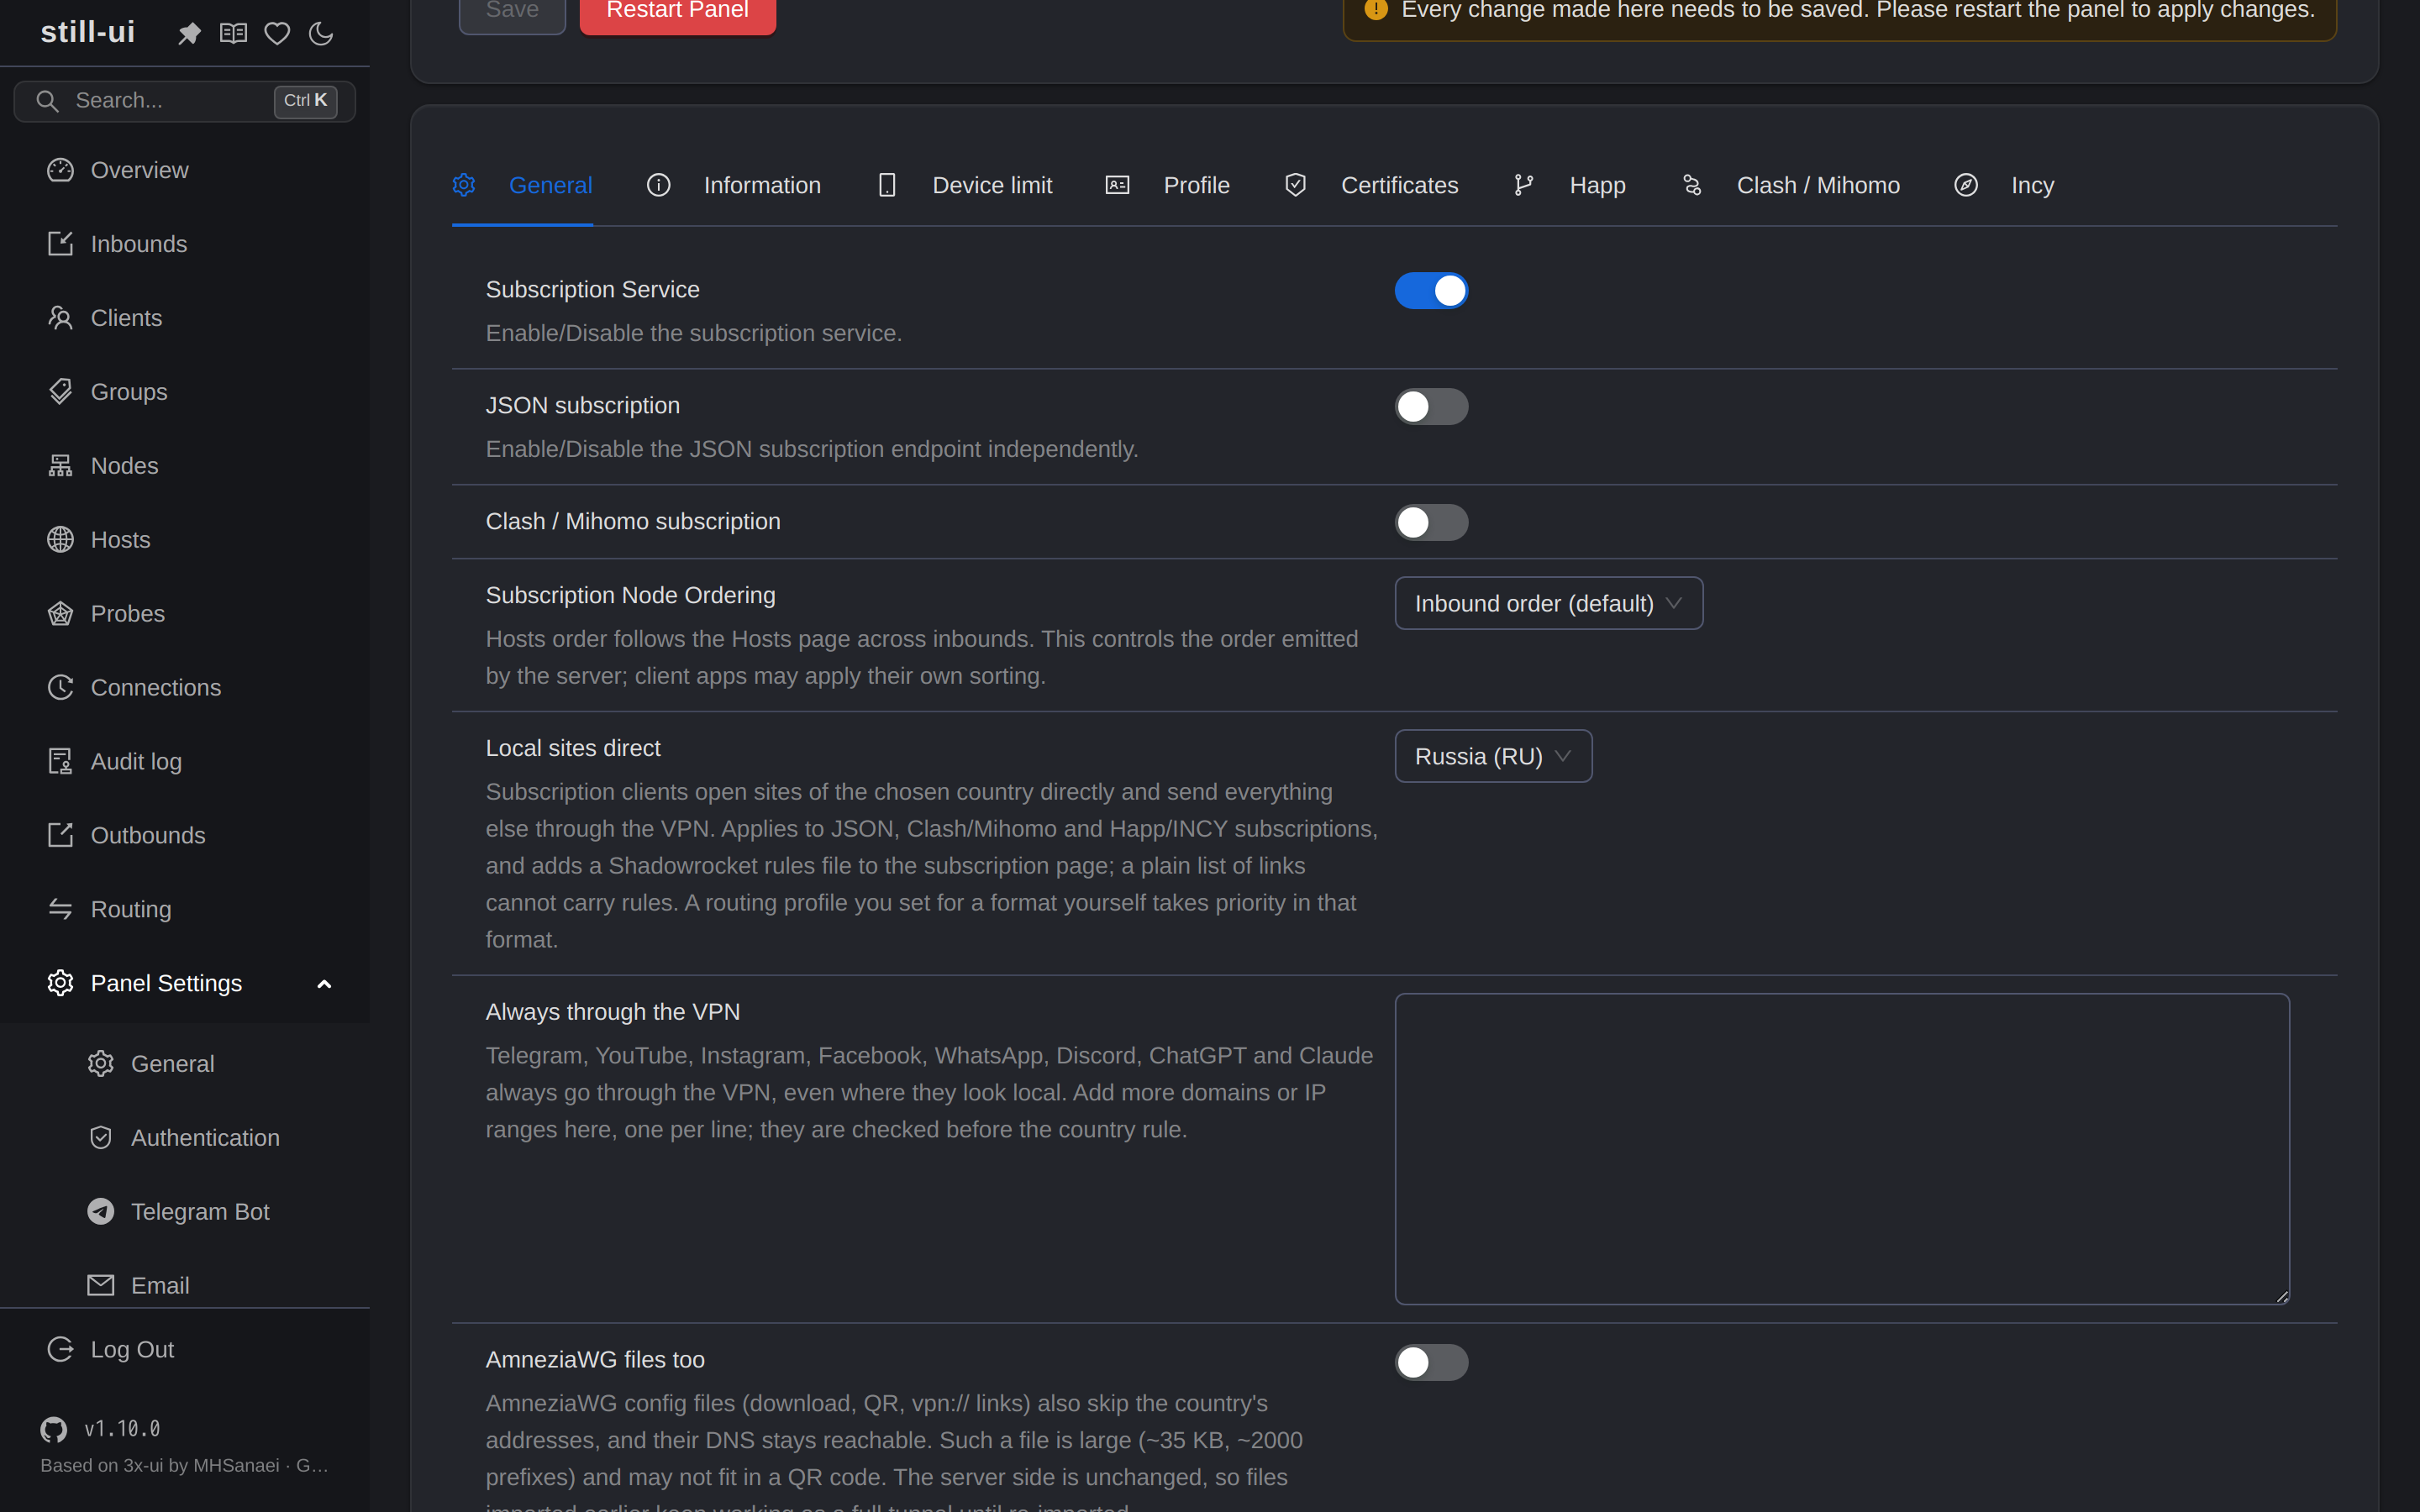 still-ui
Search...
Ctrl K
Overview
Inbounds
Clients
Groups
Nodes
Hosts
Probes
Connections
Audit log
Outbounds
Routing
Panel Settings
General
Authentication
Telegram Bot
Email
Log Out
v1.10.0
Based on 3x-ui by MHSanaei · G…
Save
Restart Panel
Every change made here needs to be saved. Please restart the panel to apply changes.
General
Information
Device limit
Profile
Certificates
Happ
Clash / Mihomo
Incy
Subscription Service
Enable/Disable the subscription service.
JSON subscription
Enable/Disable the JSON subscription endpoint independently.
Clash / Mihomo subscription
Subscription Node Ordering
Hosts order follows the Hosts page across inbounds. This controls the order emitted
by the server; client apps may apply their own sorting.
Inbound order (default)
Local sites direct
Subscription clients open sites of the chosen country directly and send everything
else through the VPN. Applies to JSON, Clash/Mihomo and Happ/INCY subscriptions,
and adds a Shadowrocket rules file to the subscription page; a plain list of links
cannot carry rules. A routing profile you set for a format yourself takes priority in that
format.
Russia (RU)
Always through the VPN
Telegram, YouTube, Instagram, Facebook, WhatsApp, Discord, ChatGPT and Claude
always go through the VPN, even where they look local. Add more domains or IP
ranges here, one per line; they are checked before the country rule.
AmneziaWG files too
AmneziaWG config files (download, QR, vpn:// links) also skip the country's
addresses, and their DNS stays reachable. Such a file is large (~35 KB, ~2000
prefixes) and may not fit in a QR code. The server side is unchanged, so files
imported earlier keep working as a full tunnel until re-imported.